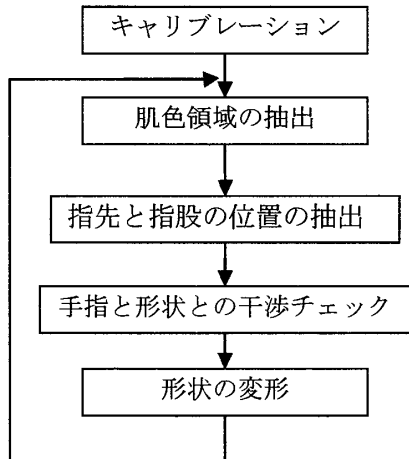 キャリブレーション
肌色領域の抽出
指先と指股の位置の抽出
手指と形状との干渉チェック
形状の変形